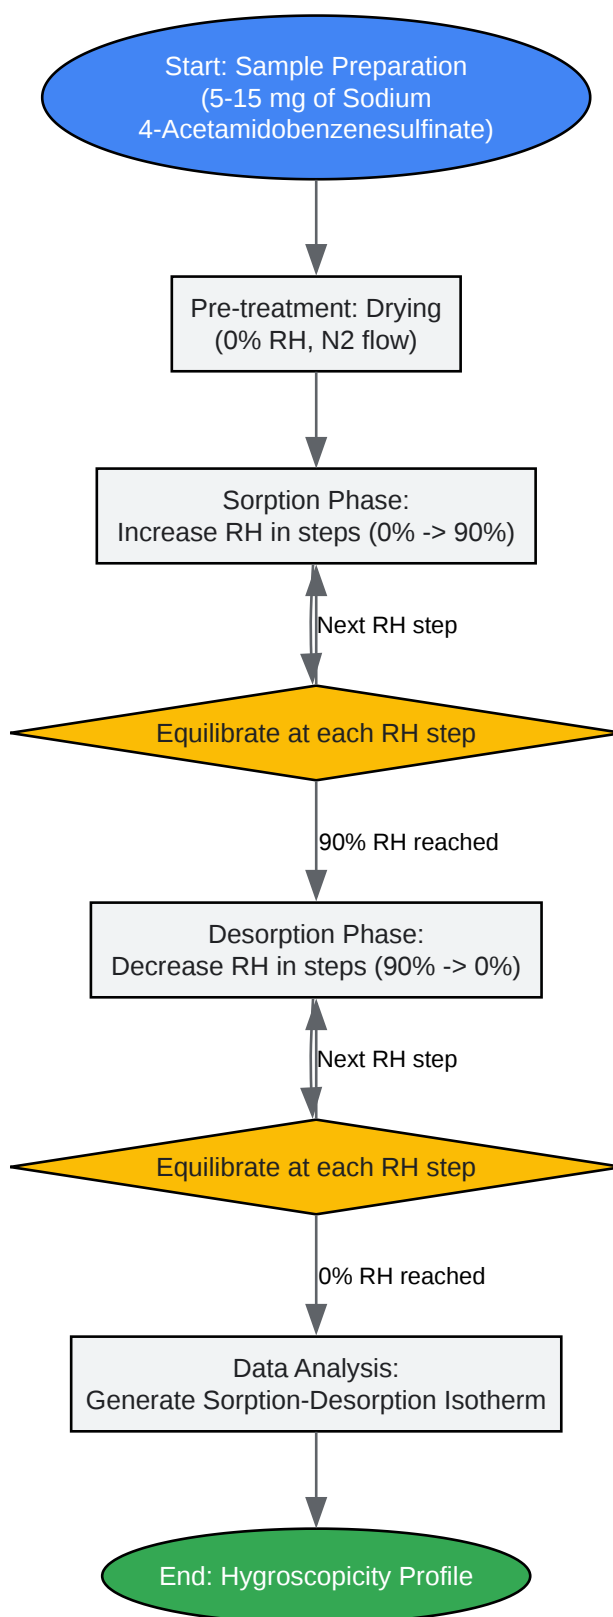 Start: Sample Preparation
(5-15 mg of Sodium
4-Acetamidobenzenesulfinate)
Pre-treatment: Drying
(0% RH, N2 flow)
Sorption Phase:
Increase RH in steps (0% -> 90%)
Next RH step
Equilibrate at each RH step
90% RH reached
Desorption Phase:
Decrease RH in steps (90% -> 0%)
Next RH step
Equilibrate at each RH step
0% RH reached
Data Analysis:
Generate Sorption-Desorption Isotherm
End: Hygroscopicity Profile